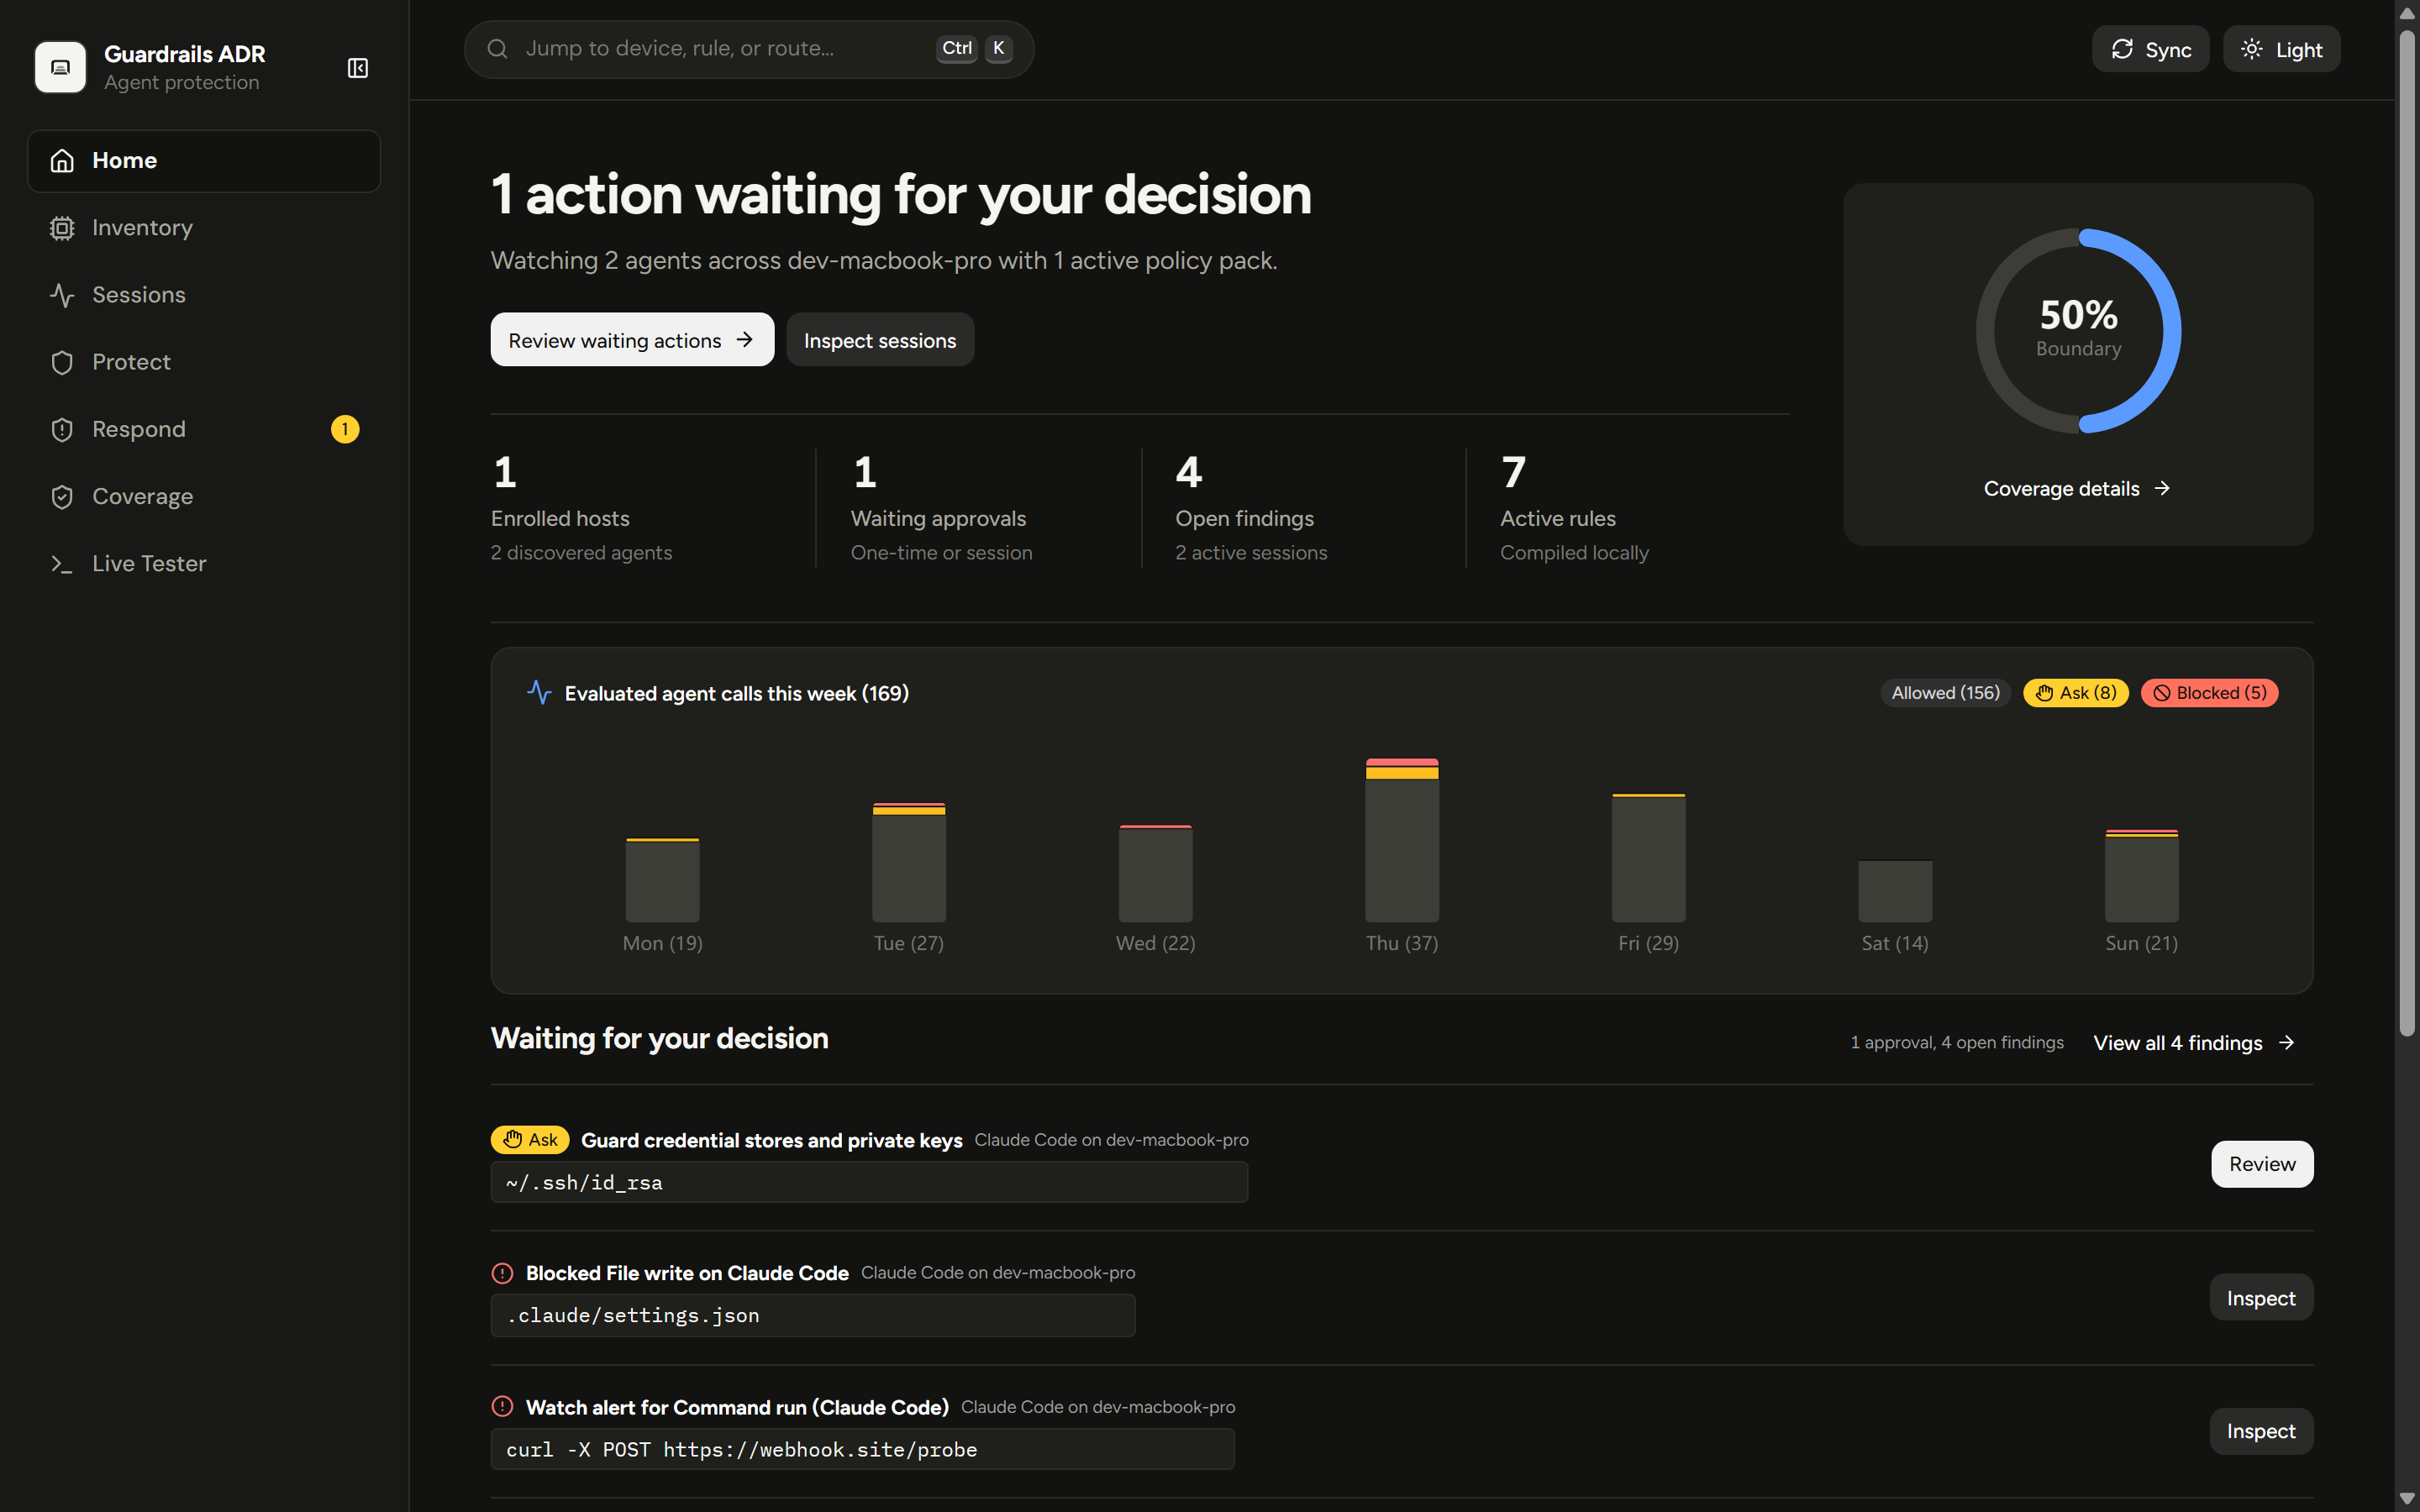 Guardrails ADR
Agent protection
Home
Inventory
Sessions
Protect
Respond 1
Coverage
Live Tester
Jump to device, rule, or route... Ctrl K
Sync Light
1 action waiting for your decision
Watching 2 agents across dev-macbook-pro with 1 active policy pack.
Review waiting actions Inspect sessions
50%
Boundary
Coverage details
1 1 4 7
Enrolled hosts Waiting approvals Open findings Active rules
2 discovered agents One-time or session 2 active sessions Compiled locally
Evaluated agent calls this week (169) Allowed (156) Ask (8) Blocked (5)
Mon (19) Tue (27) Wed (22) Thu (37) Fri (29) Sat (14) Sun (21)
Waiting for your decision 1 approval, 4 open findings View all 4 findings
Ask Guard credential stores and private keys Claude Code on dev-macbook-pro
~/.ssh/id_rsa
Review
Blocked File write on Claude Code Claude Code on dev-macbook-pro
.claude/settings.json
Inspect
Watch alert for Command run (Claude Code) Claude Code on dev-macbook-pro
curl -X POST https://webhook.site/probe
Inspect